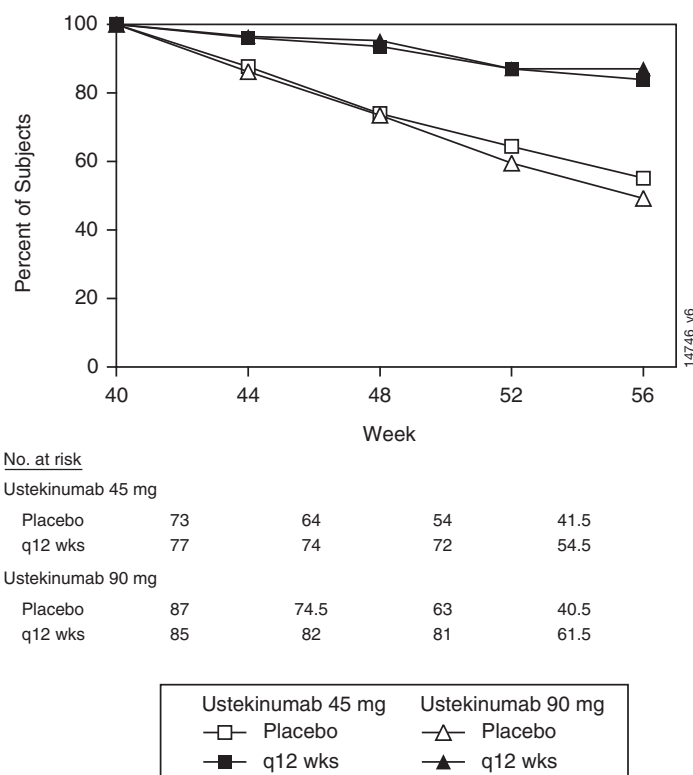 100
80
60
40
20
0
Percent of Subjects
40 44 48 52 56
Week
14746_v6
No. at risk
Ustekinumab 45 mg
Placebo 73 64 54 41.5
q12 wks 77 74 72 54.5
Ustekinumab 90 mg
Placebo 87 74.5 63 40.5
q12 wks 85 82 81 61.5
Ustekinumab 45 mg Ustekinumab 90 mg
Placebo Placebo
q12 wks q12 wks